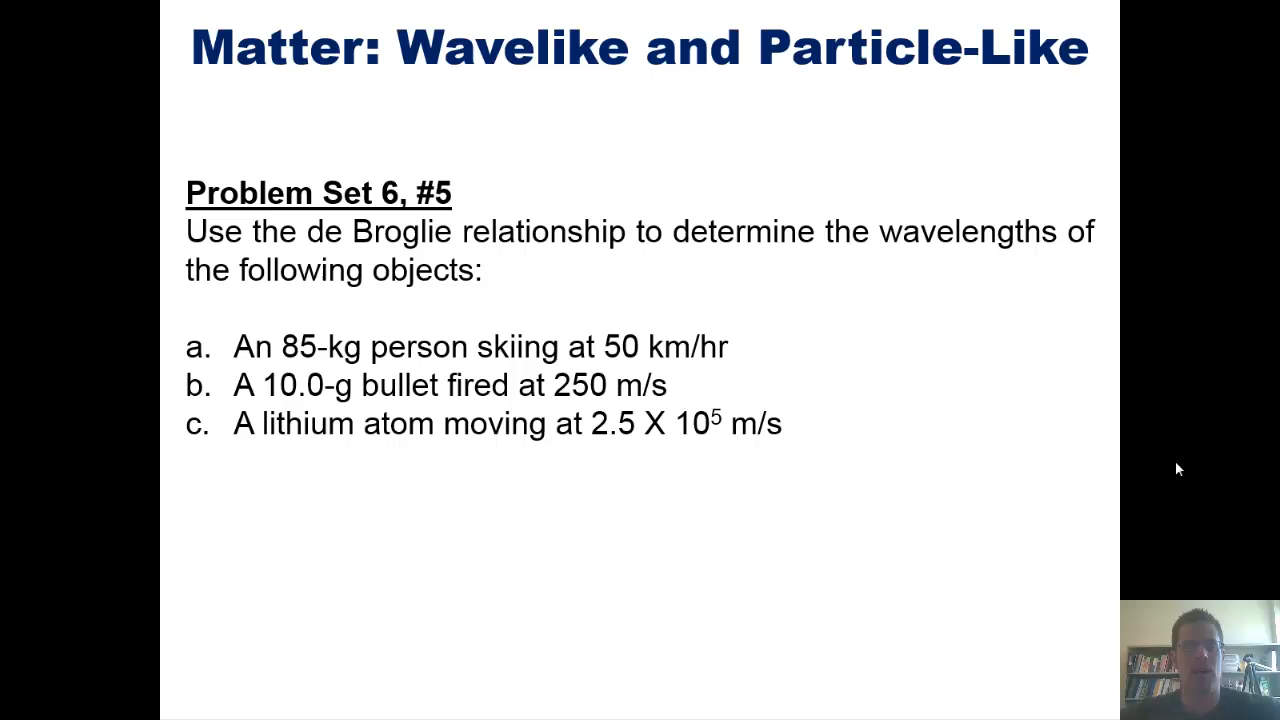 Matter: Wavelike and Particle-Like
Problem Set 6, #5
Use the de Broglie relationship to determine the wavelengths of
the following objects:
a. An 85-kg person skiing at 50 km/hr
b. A 10.0-g bullet fired at 250 m/s
c. A lithium atom moving at 2.5 X 10⁵ m/s